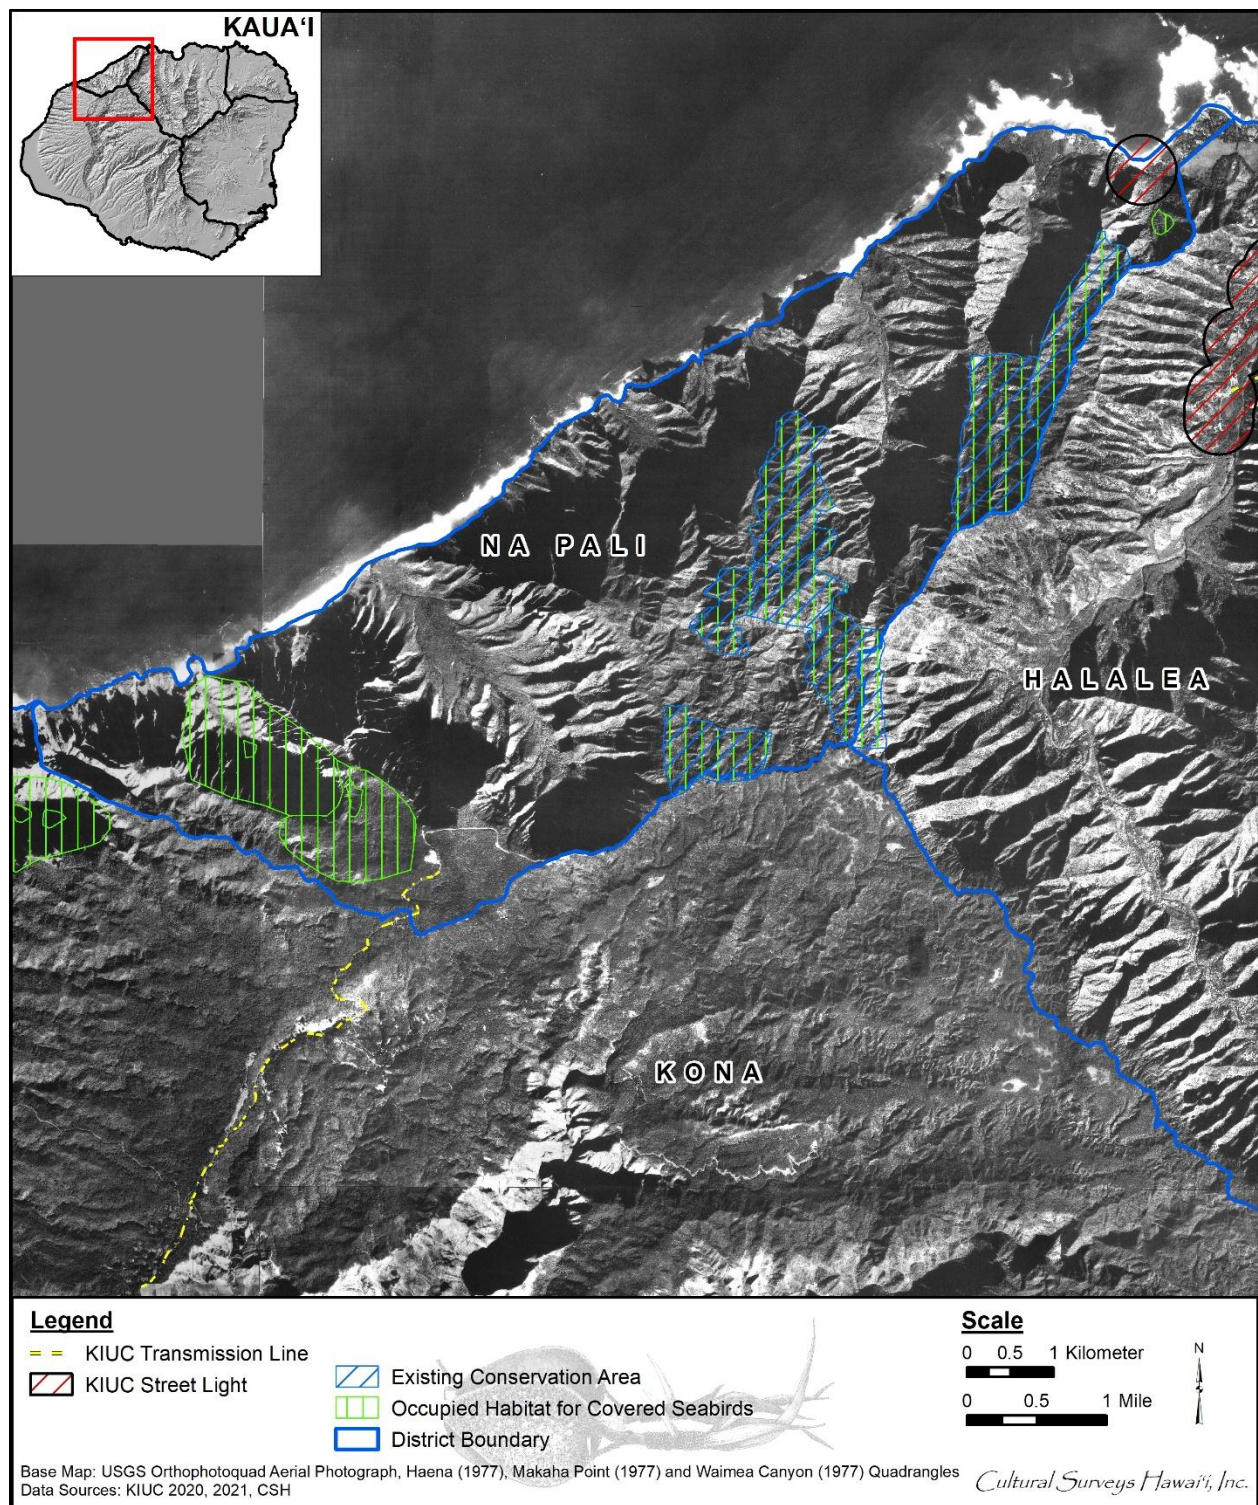 KAUAʻI
NA PALI
HALALEA
KONA
Legend
KIUC Transmission Line
KIUC Street Light
Existing Conservation Area
Occupied Habitat for Covered Seabirds
District Boundary
Scale
0 0.5 1 Kilometer
0 0.5 1 Mile
N
Base Map: USGS Orthophotoquad Aerial Photograph, Haena (1977), Makaha Point (1977) and Waimea Canyon (1977) Quadrangles
Data Sources: KIUC 2020, 2021, CSH
Cultural Surveys Hawaiʻi, Inc.